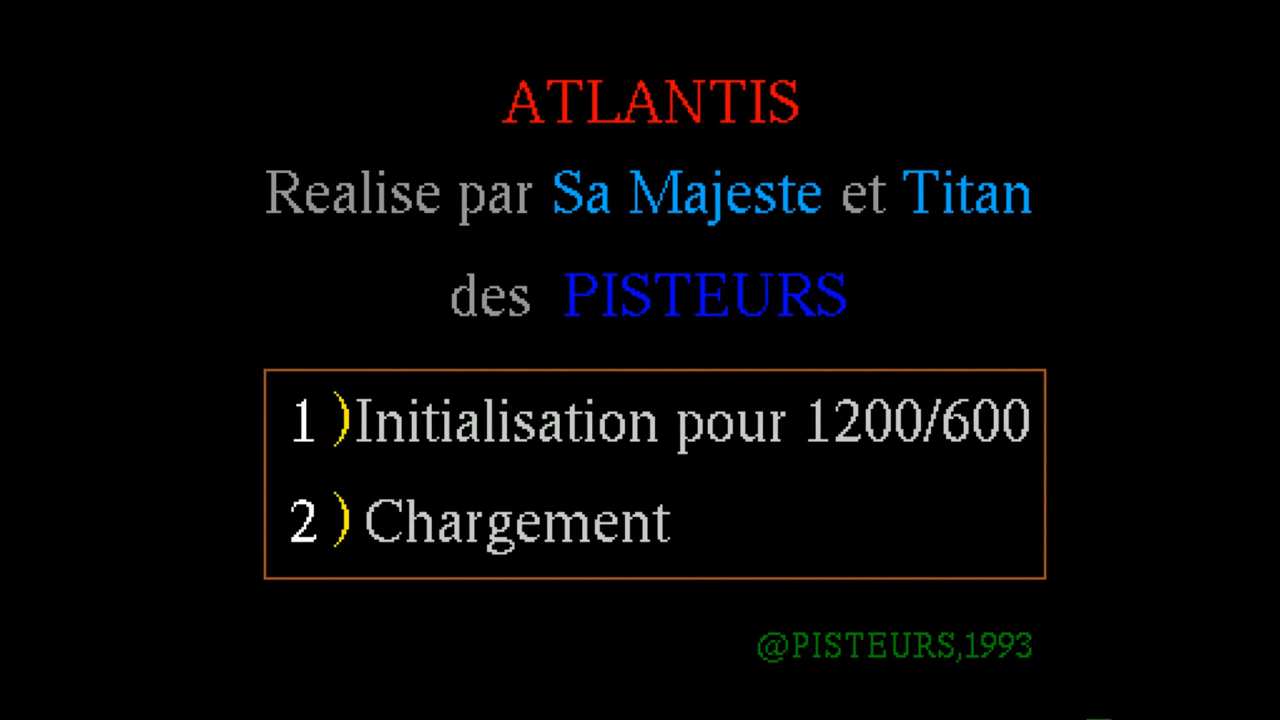 ATLANTIS
Realise par Sa Majeste et Titan
des PISTEURS
1 )Initialisation pour 1200/600
2 ) Chargement
@PISTEURS,1993